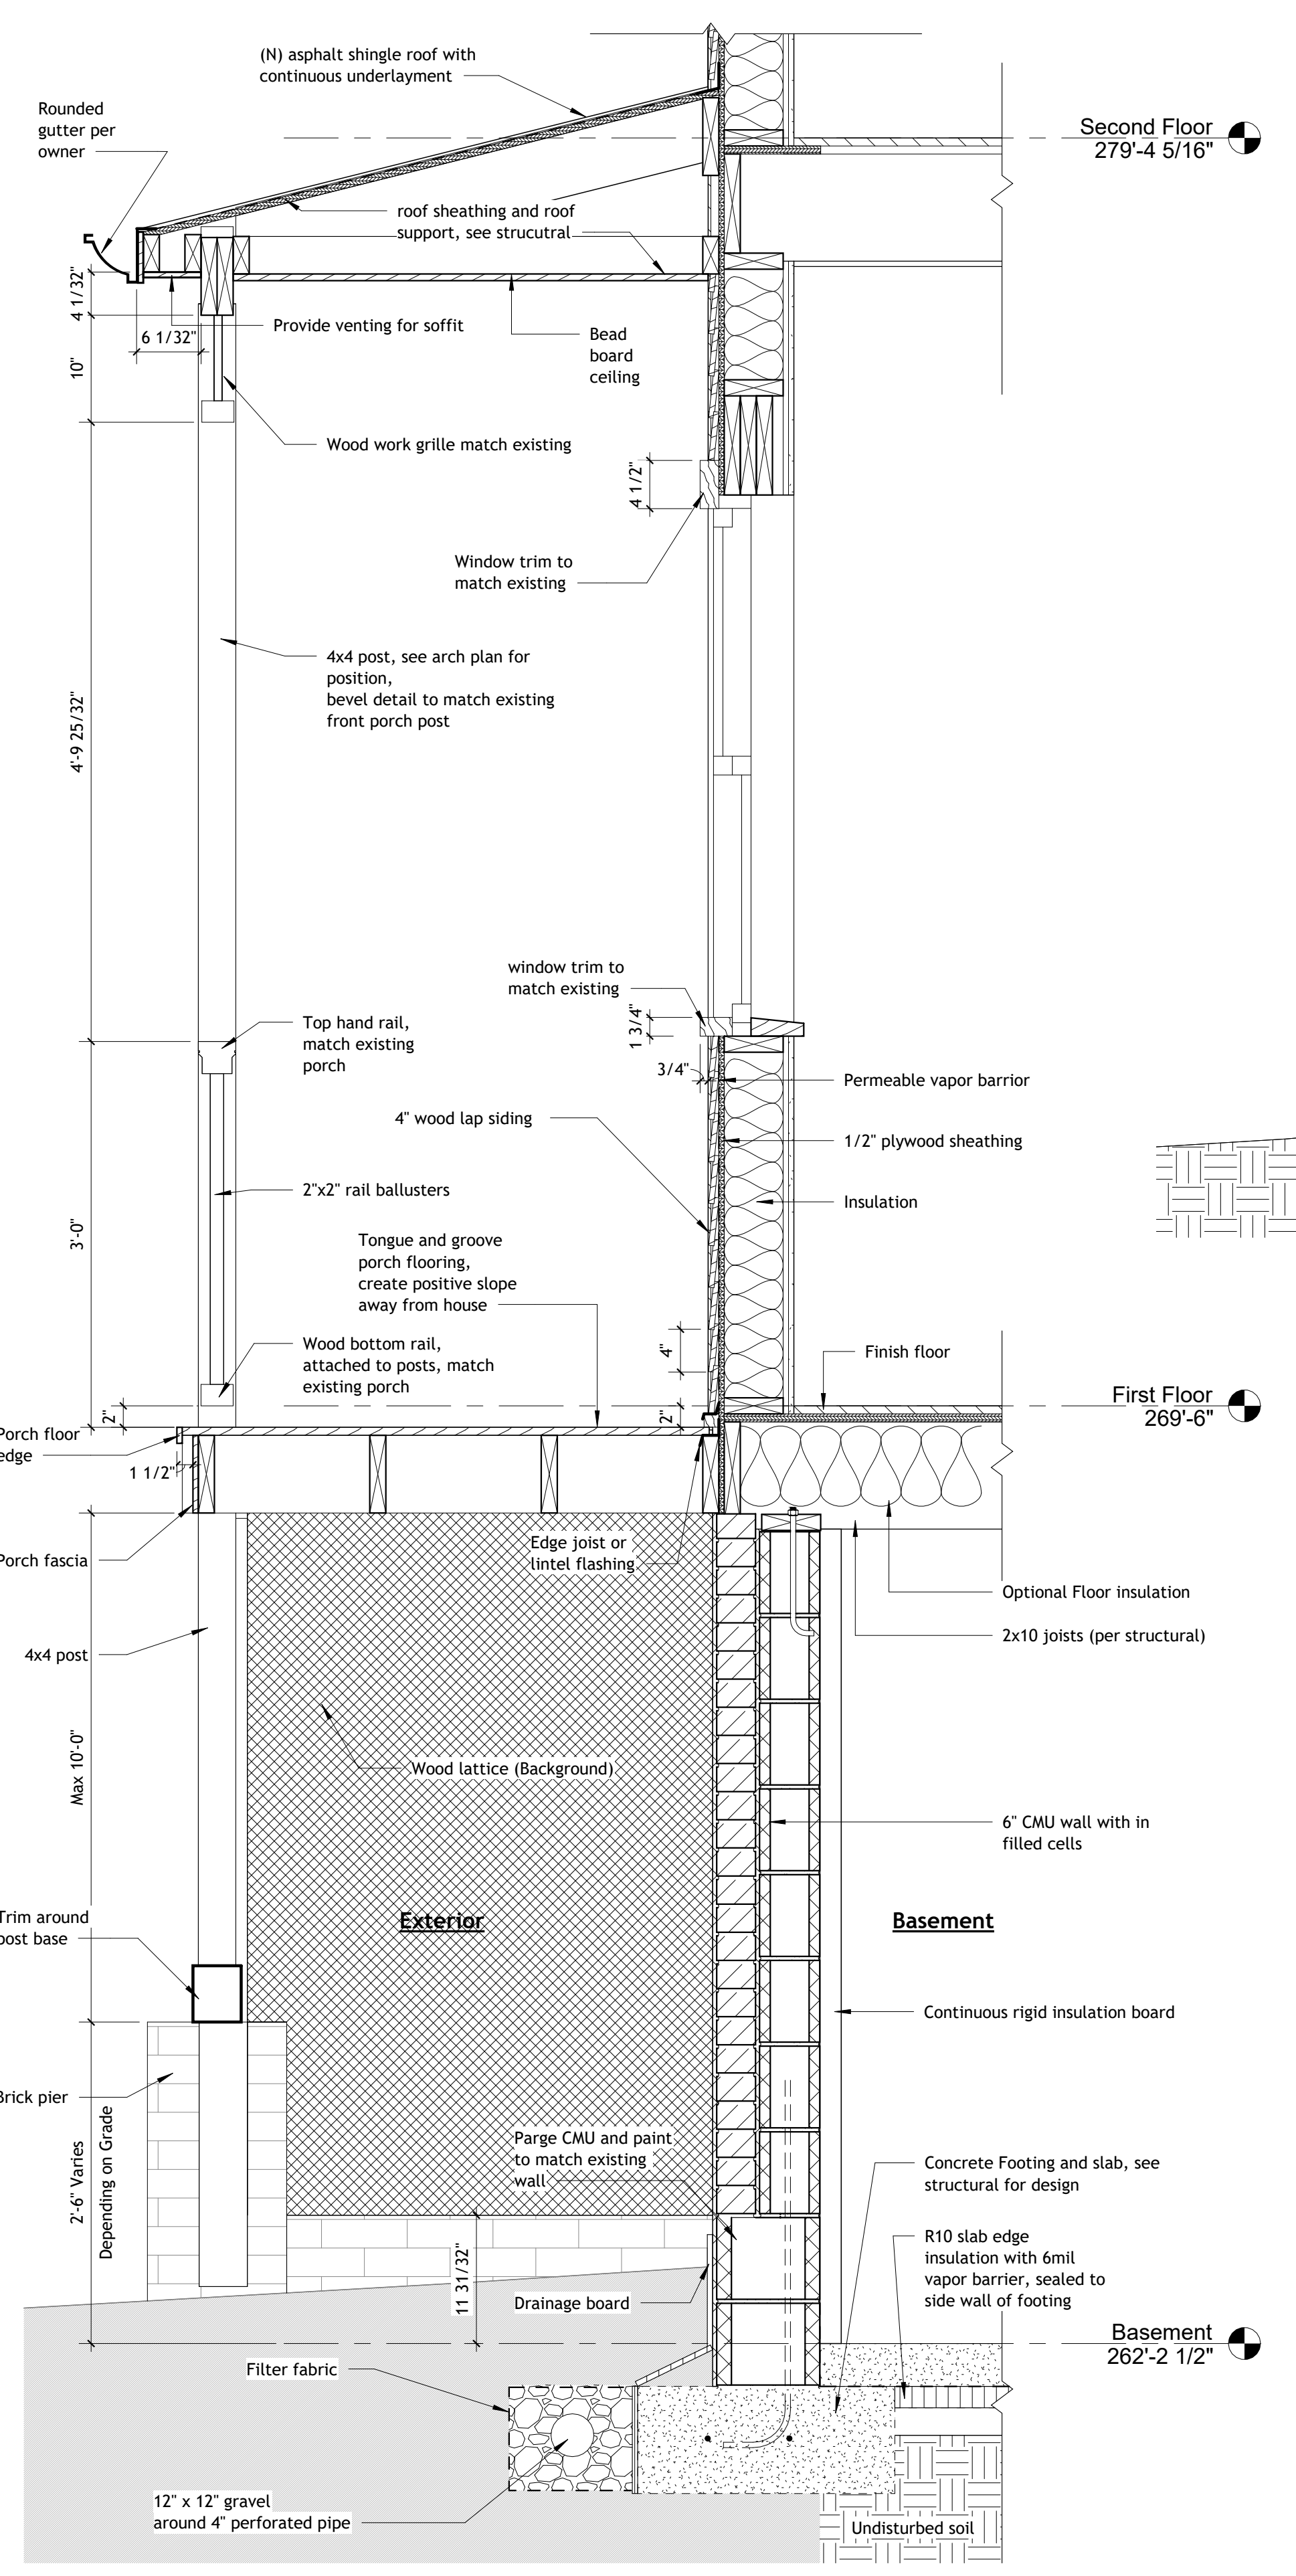 (N) asphalt shingle roof with
continuous underlayment
Rounded
gutter per
owner
Second Floor
279'-4 5/16"
roof sheathing and roof
support, see strucutral
4 1/32"
6 1/32"
Provide venting for soffit
Bead
board
ceiling
10"
Wood work grille match existing
4 1/2"
Window trim to
match existing
4x4 post, see arch plan for
position,
bevel detail to match existing
front porch post
4'-9 25/32"
window trim to
match existing
1 3/4"
3/4"
Top hand rail,
match existing
porch
Permeable vapor barrier
4" wood lap siding
1/2" plywood sheathing
2"x2" rail ballusters
Insulation
3'-0"
Tongue and groove
porch flooring,
create positive slope
away from house
4"
Wood bottom rail,
attached to posts, match
existing porch
Finish floor
First Floor
269'-6"
2"
2"
Porch floor
edge
1 1/2"
Edge joist or
lintel flashing
Porch fascia
Optional Floor insulation
2x10 joists (per structural)
4x4 post
Wood lattice (Background)
Max 10'-0"
6" CMU wall with in
filled cells
Trim around
post base
Exterior
Basement
Continuous rigid insulation board
Brick pier
2'-6" Varies
Depending on Grade
Parge CMU and paint
to match existing
wall
Concrete Footing and slab, see
structural for design
R10 slab edge
insulation with 6mil
vapor barrier, sealed to
side wall of footing
11 31/32"
Drainage board
Basement
262'-2 1/2"
Filter fabric
12" x 12" gravel
around 4" perforated pipe
Undisturbed soil